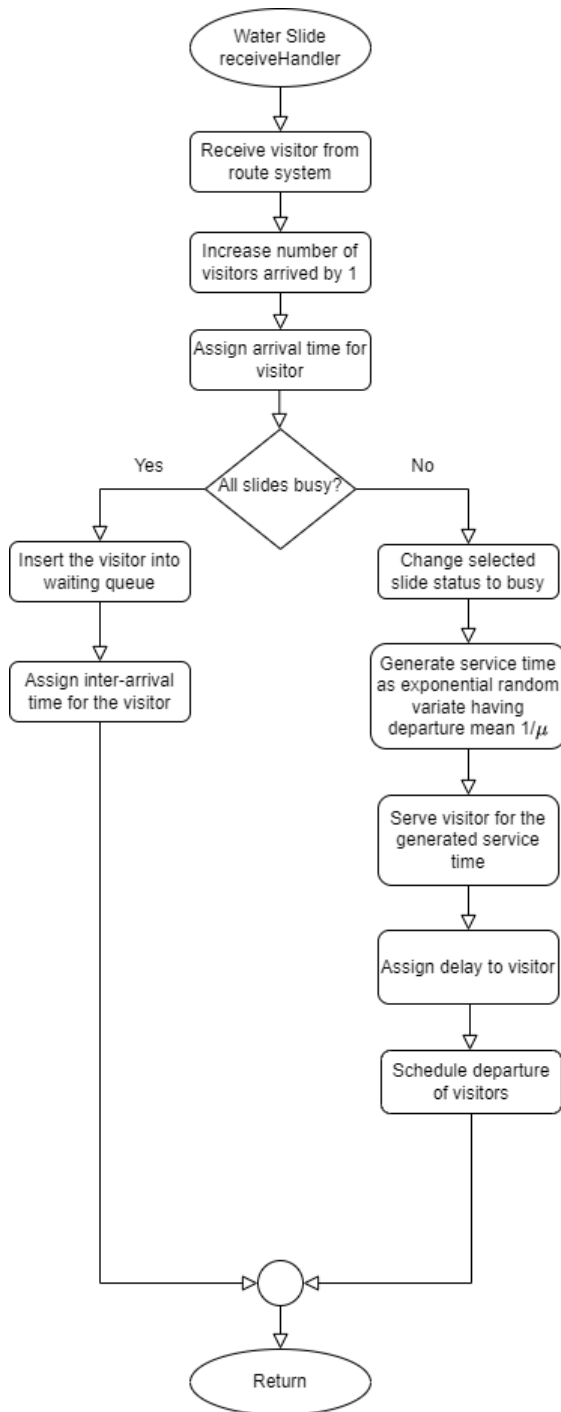 Water Slide
receiveHandler
Receive visitor from
route system
Increase number of
visitors arrived by 1
Assign arrival time for
visitor
All slides busy?
Yes
No
Insert the visitor into
waiting queue
Assign inter-arrival
time for the visitor
Change selected
slide status to busy
Generate service time
as exponential random
variate having
departure mean 1/μ
Serve visitor for the
generated service
time
Assign delay to visitor
Schedule departure
of visitors
Return